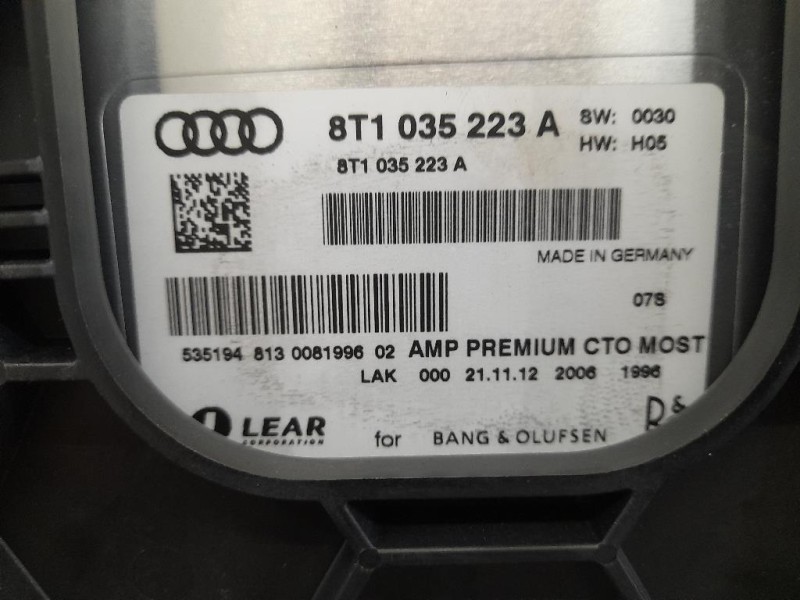 8T1 035 223 A SW: 0030
8T1 035 223 A HW: H05
MADE IN GERMANY
078
535194 813 0081996 02 AMP PREMIUM CTO MOST
LAK 000 21.11.12 2006 1996
LEAR
CORPORATION
for BANG & OLUFSEN